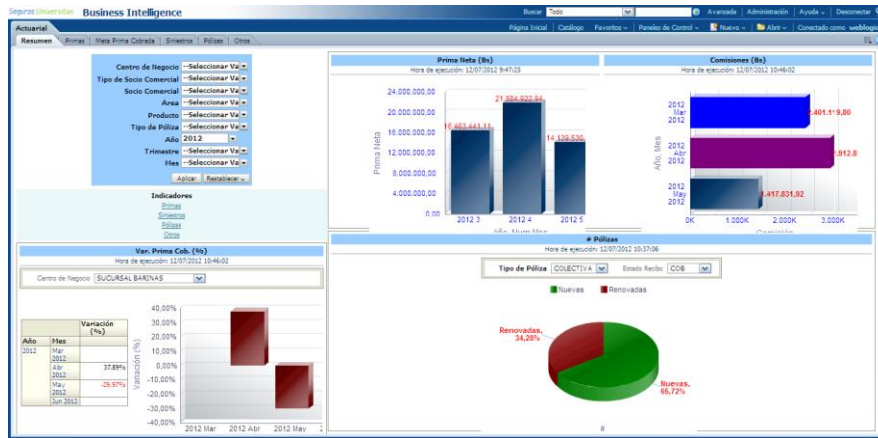 Seguros Universitas Business Intelligence
Buscar Todo Avanzada Administración Ayuda Desconectar
Actuarial
Página Inicial Catálogo Favoritos Paneles de Control Nuevo Abrir Conectado como weblogic
Resumen Primas Meta Prima Cobrada Siniestros Pólizas Otros
Centro de Negocio --Seleccionar Va
Tipo de Socio Comercial --Seleccionar Va
Socio Comercial --Seleccionar Va
Area --Seleccionar Va
Producto --Seleccionar Va
Tipo de Póliza --Seleccionar Va
Año 2012
Trimestre --Seleccionar Va
Mes --Seleccionar Va
Aplicar Restablecer
Indicadores
Primas
Siniestros
Pólizas
Otros
Prima Neta (Bs)
Hora de ejecución: 12/07/2012 9:47:25
Prima Neta
24.000.000,00
20.000.000,00
16.000.000,00
12.000.000,00
8.000.000,00
4.000.000,00
0,00
14.139.530,
2012 3 2012 4 2012 5
Año, Num Mes
Comisiones (Bs)
Hora de ejecución: 12/07/2012 10:46:02
Año, Mes
2012
Mar
2012
.401.119,80
2012
Abr
2012
.912.8
2012
May
2012
.417.831,92
0K 1.000K 2.000K 3.000K
Comisión
Var. Prima Cob. (%)
Hora de ejecución: 12/07/2012 10:46:02
Centro de Negocio SUCURSAL BARINAS
Variación
(%)
Año Mes
2012 Mar
2012
Abr
2012 37.89%
May
2012 -29,97%
Jun 2012
Variación (%)
40,00%
30,00%
20,00%
10,00%
0,00%
-10,00%
-20,00%
-30,00%
-40,00%
2012 Mar 2012 Abr 2012 May
# Pólizas
Hora de ejecución: 12/07/2012 10:37:06
Tipo de Póliza COLECTIVA Estado Recibo COB
Nuevas Renovadas
Renovadas,
34,28%
Nuevas,
65,72%
#